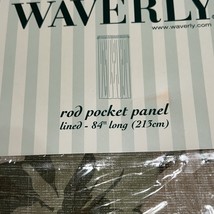 WAVERLY
www.waverly.com
rod pocket panel
lined - 84" long (213cm)